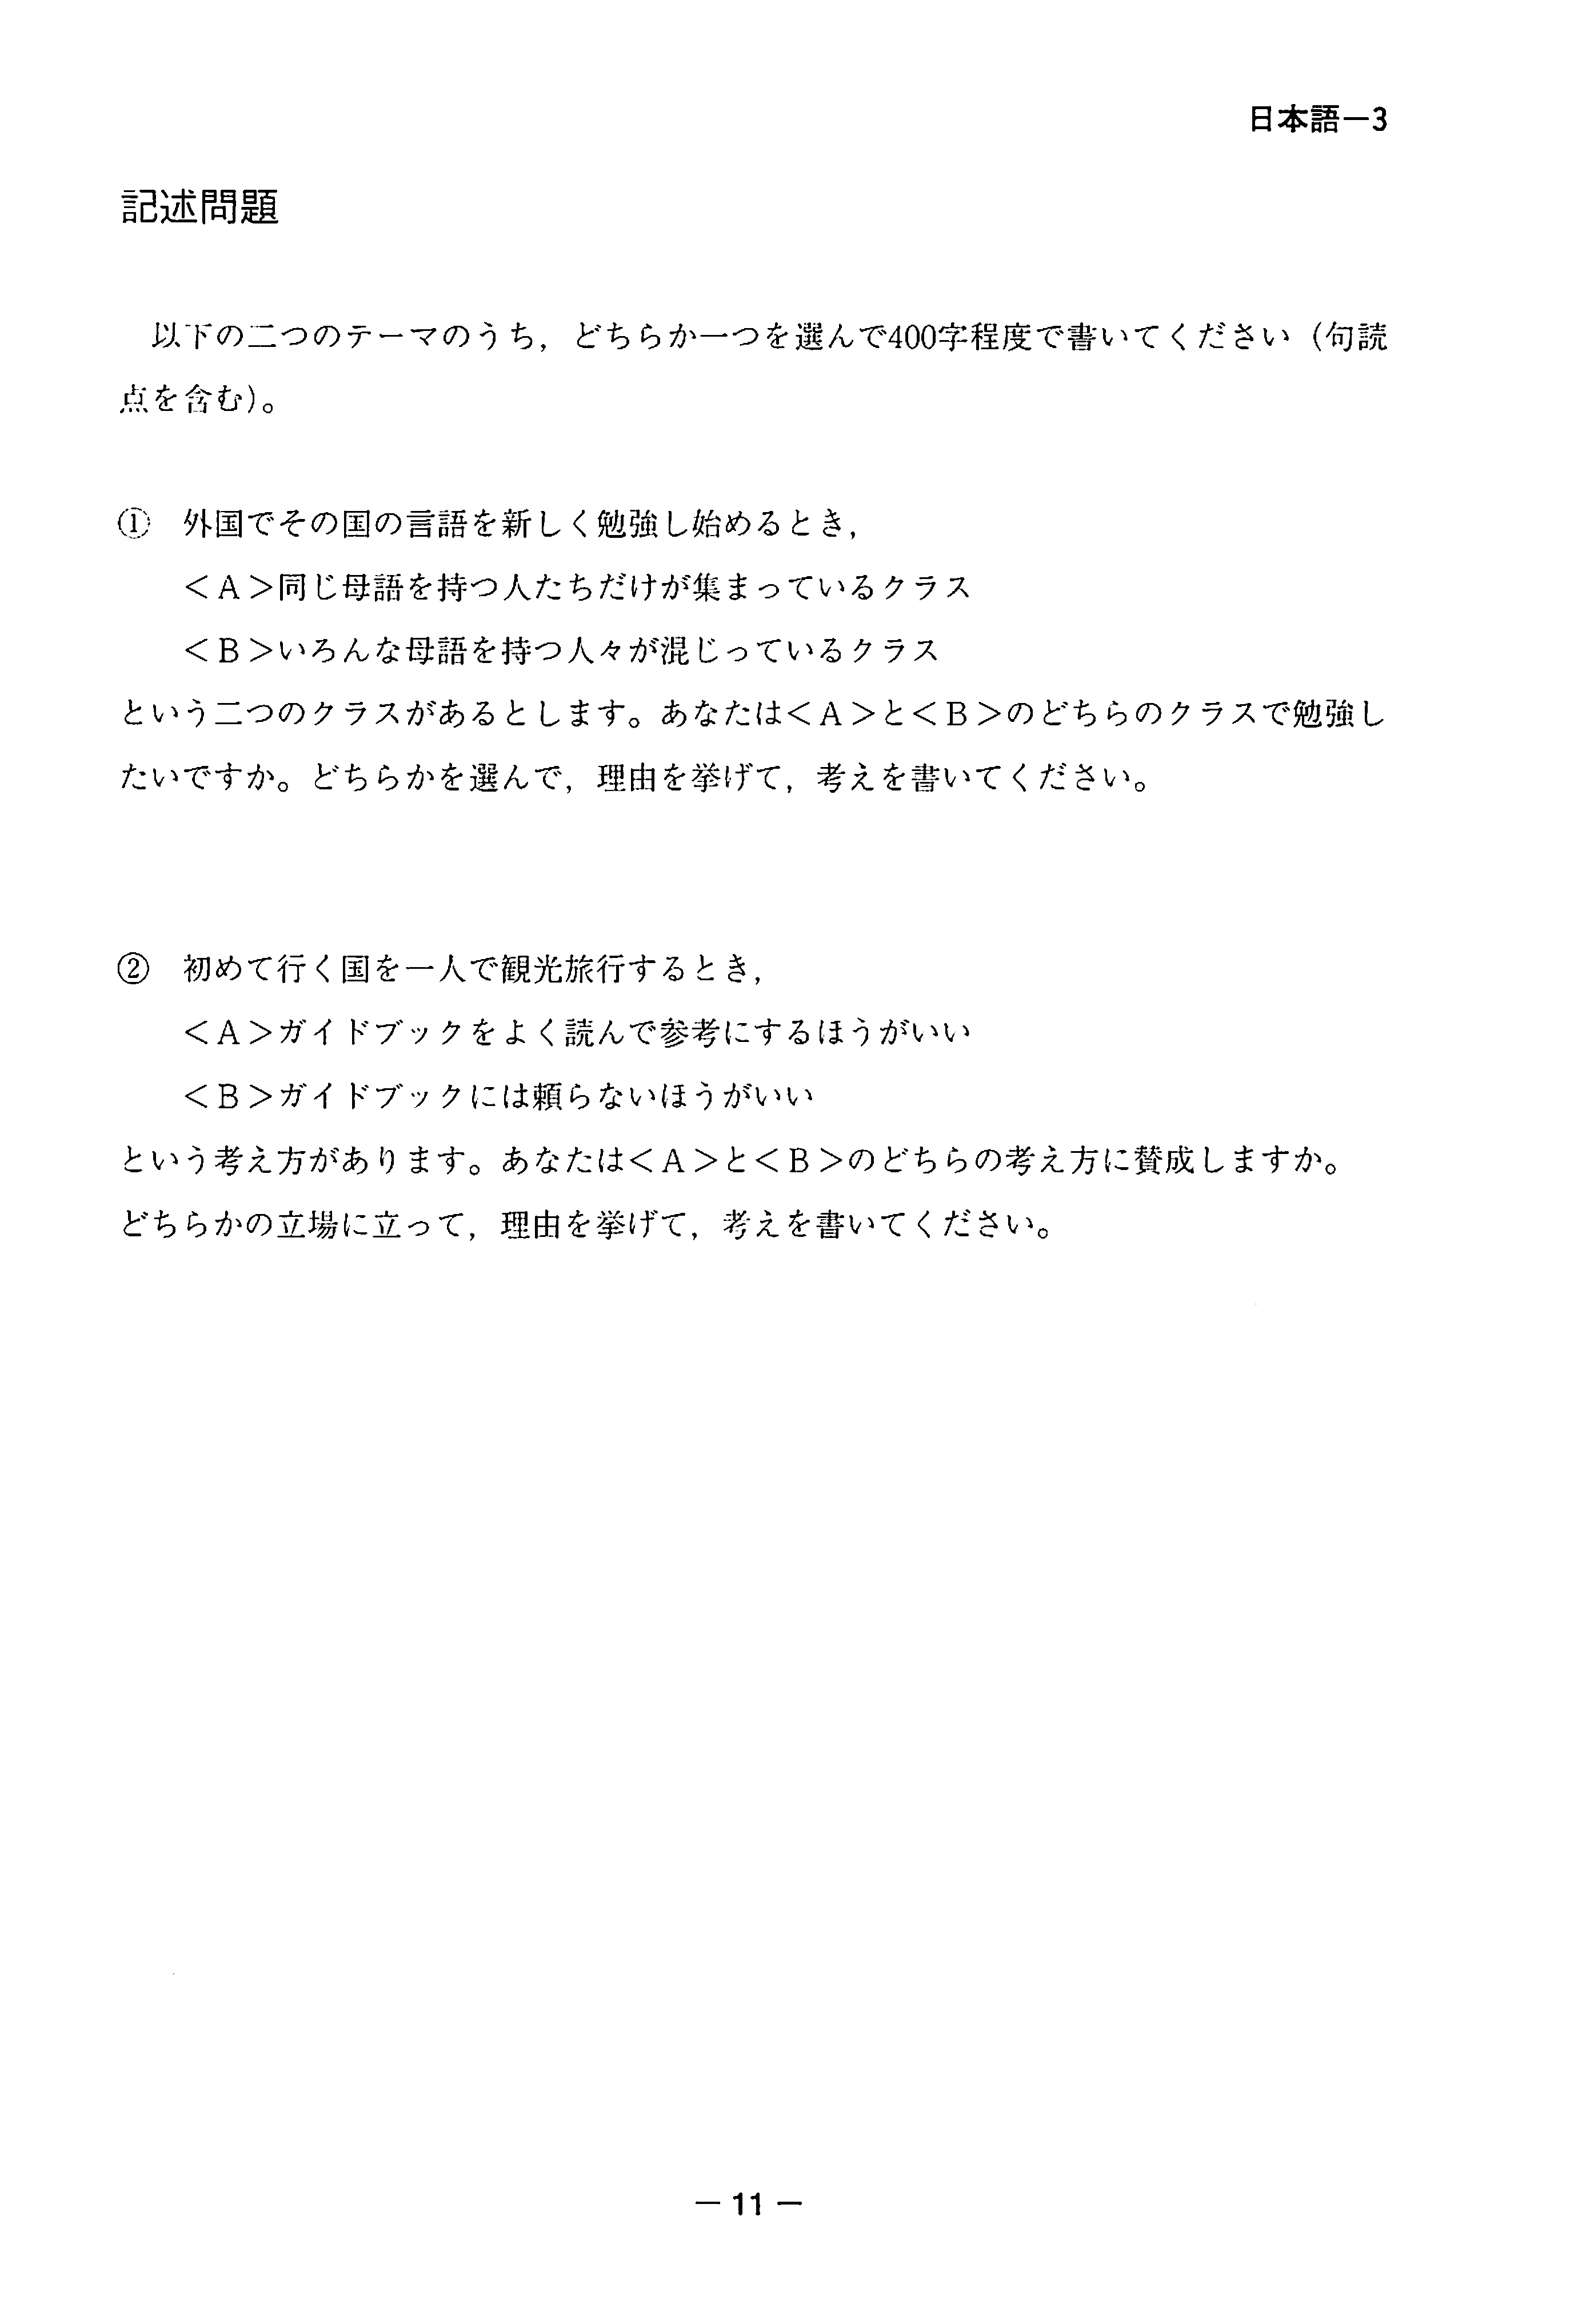 日本語－3
記述問題
以下の二つのテーマのうち，どちらか一つを選んで400字程度で書いてください（句読
点を含む）。
① 外国でその国の言語を新しく勉強し始めるとき，
＜A＞同じ母語を持つ人たちだけが集まっているクラス
＜B＞いろんな母語を持つ人々が混じっているクラス
という二つのクラスがあるとします。あなたは＜A＞と＜B＞のどちらのクラスで勉強し
たいですか。どちらかを選んで，理由を挙げて，考えを書いてください。
② 初めて行く国を一人で観光旅行するとき，
＜A＞ガイドブックをよく読んで参考にするほうがいい
＜B＞ガイドブックには頼らないほうがいい
という考え方があります。あなたは＜A＞と＜B＞のどちらの考え方に賛成しますか。
どちらかの立場に立って，理由を挙げて，考えを書いてください。
－11－